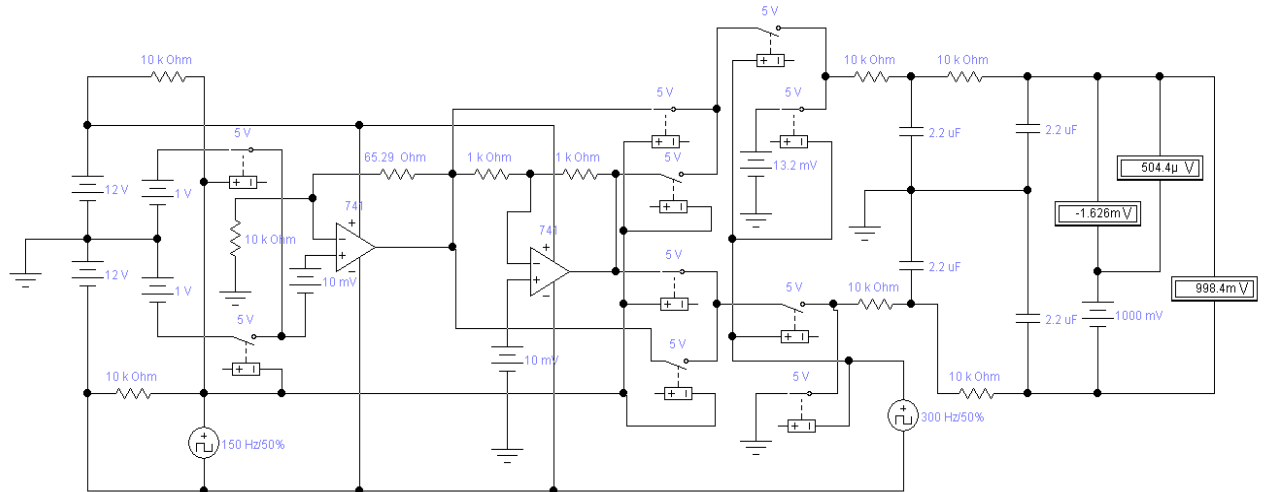 5 V
10 k Ohm
10 k Ohm
10 k Ohm
5 V
5 V
5 V
2.2 uF
2.2 uF
65.29 Ohm
1 k Ohm
1 k Ohm
5 V
13.2 mV
504.4µ V
12 V
1 V
741
-1.626mV
10 k Ohm
741
12 V
1 V
10 mV
5 V
2.2 uF
5 V
998.4m V
5 V
2.2 uF
1000 mV
5 V
10 k Ohm
10 mV
10 k Ohm
5 V
10 k Ohm
150 Hz/50%
300 Hz/50%